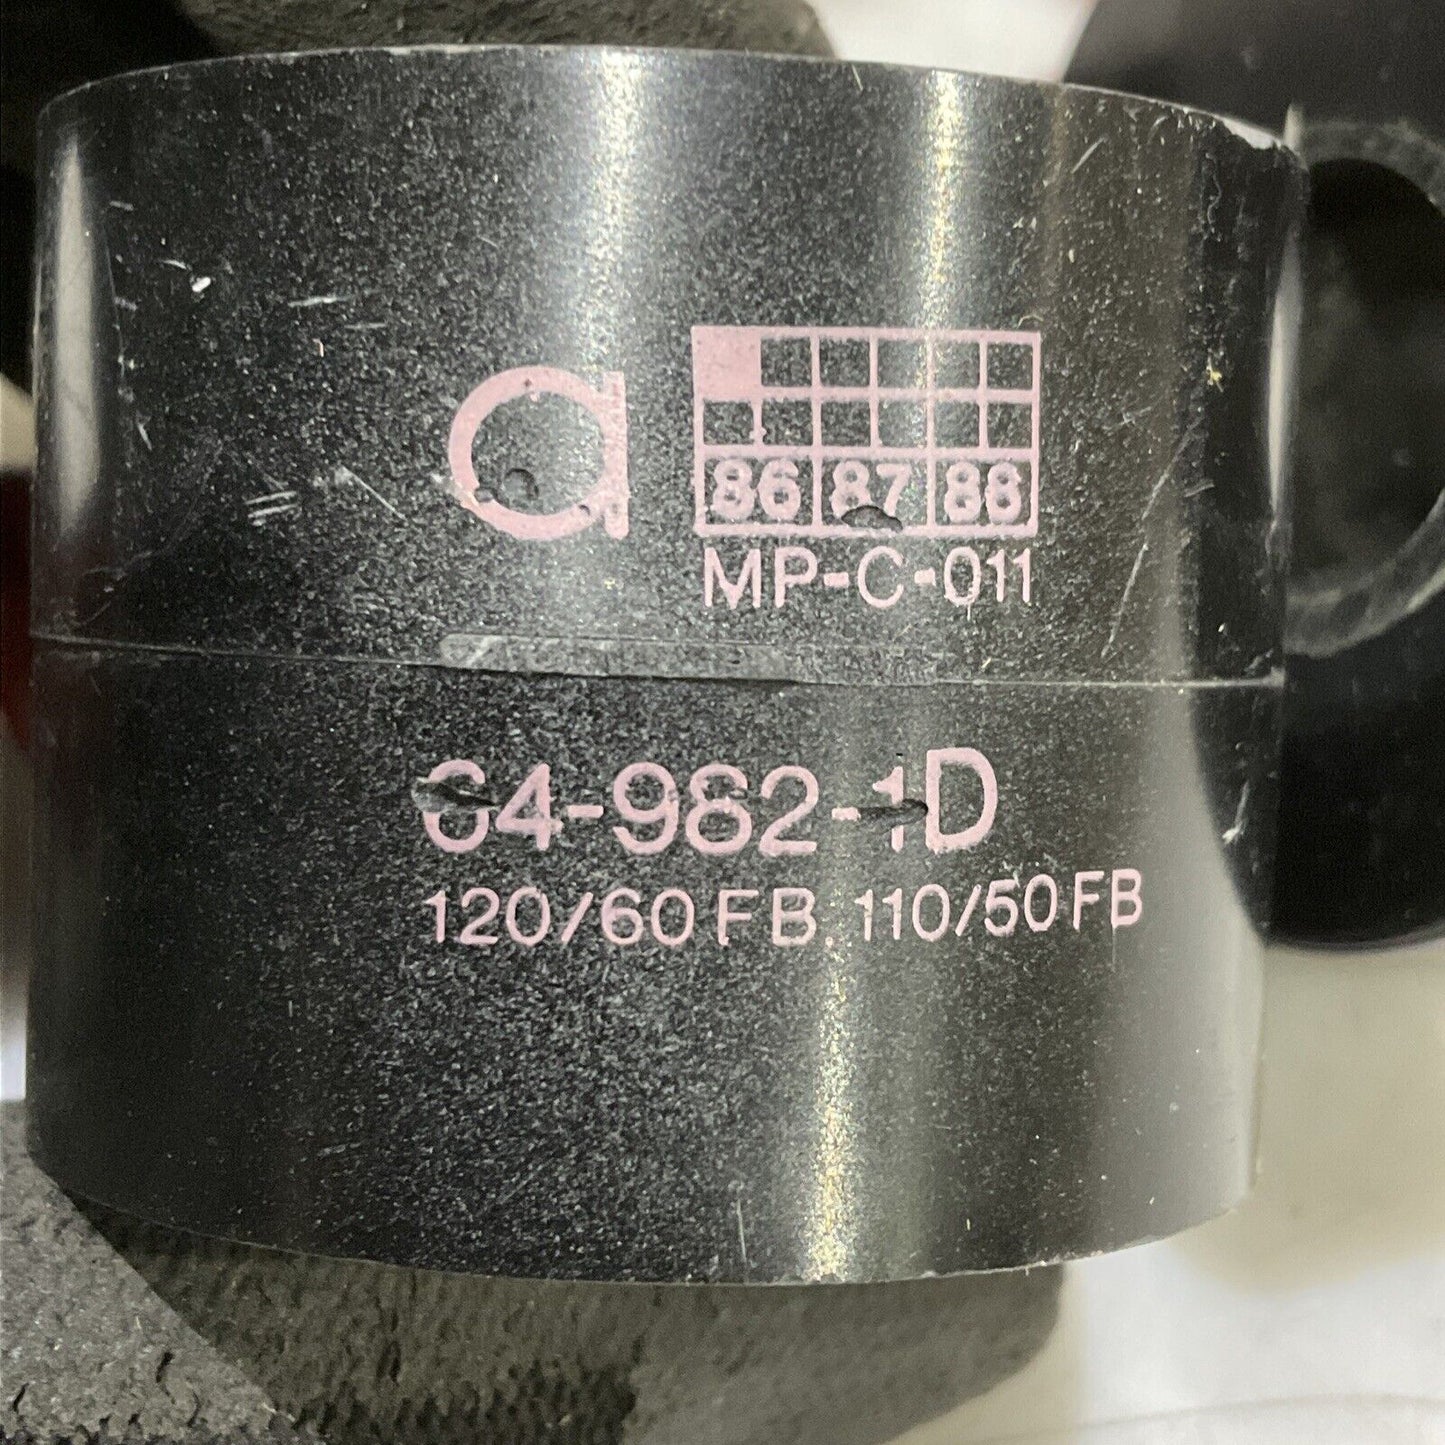 a
86 87 88
MP-C-011
64-982-1D
120/60 FB 110/50 FB